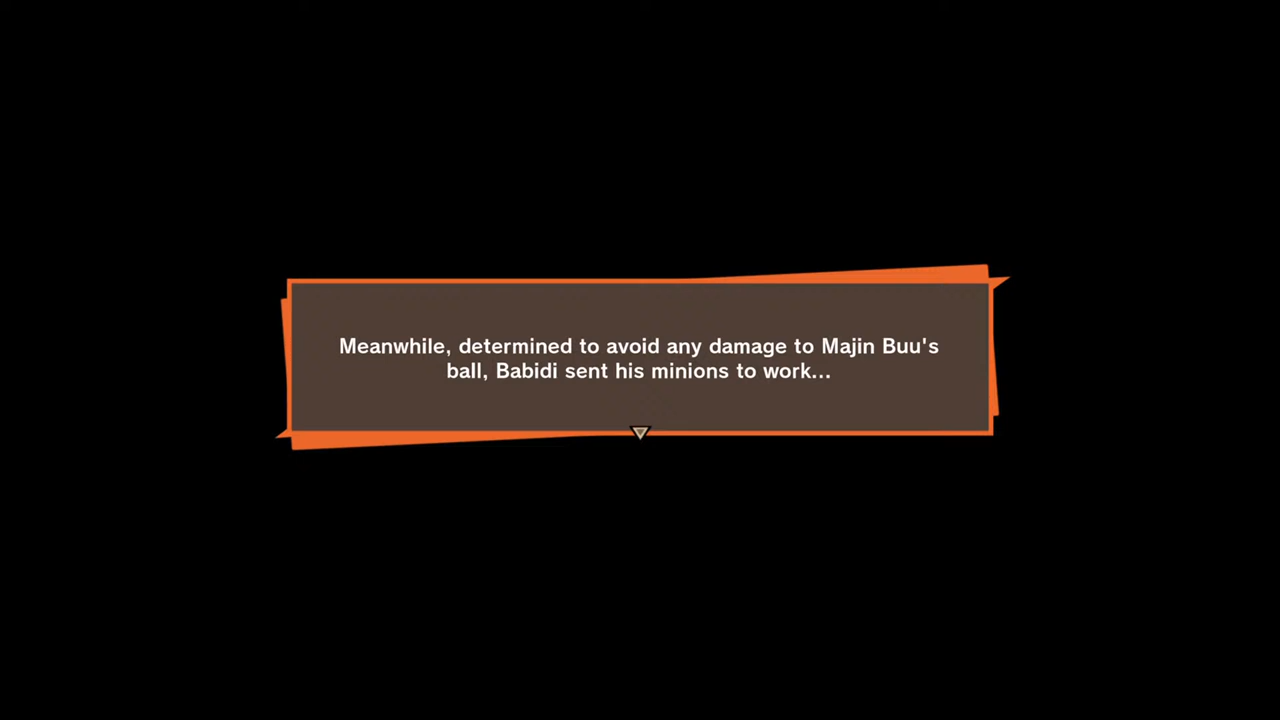 Meanwhile, determined to avoid any damage to Majin Buu's
ball, Babidi sent his minions to work...